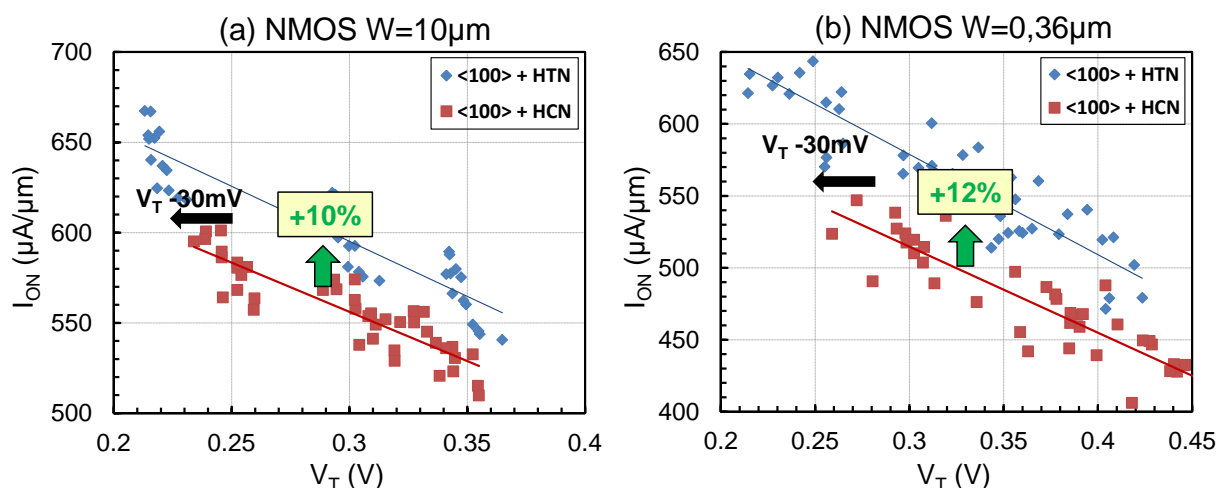 (a) NMOS W=10µm
700
650
600
550
500
I_ON (µA/µm)
<100> + HTN
<100> + HCN
V_T -30mV
+10%
0.2 0.25 0.3 0.35 0.4
V_T (V)
(b) NMOS W=0,36µm
650
600
550
500
450
400
I_ON (µA/µm)
<100> + HTN
<100> + HCN
V_T -30mV
+12%
0.2 0.25 0.3 0.35 0.4 0.45
V_T (V)